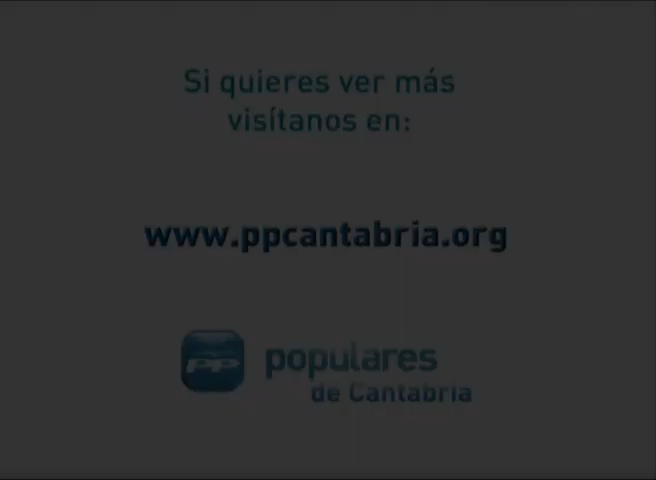 Si quieres ver más
visítanos en:
www.ppcantabria.org
PP populares
de Cantabria